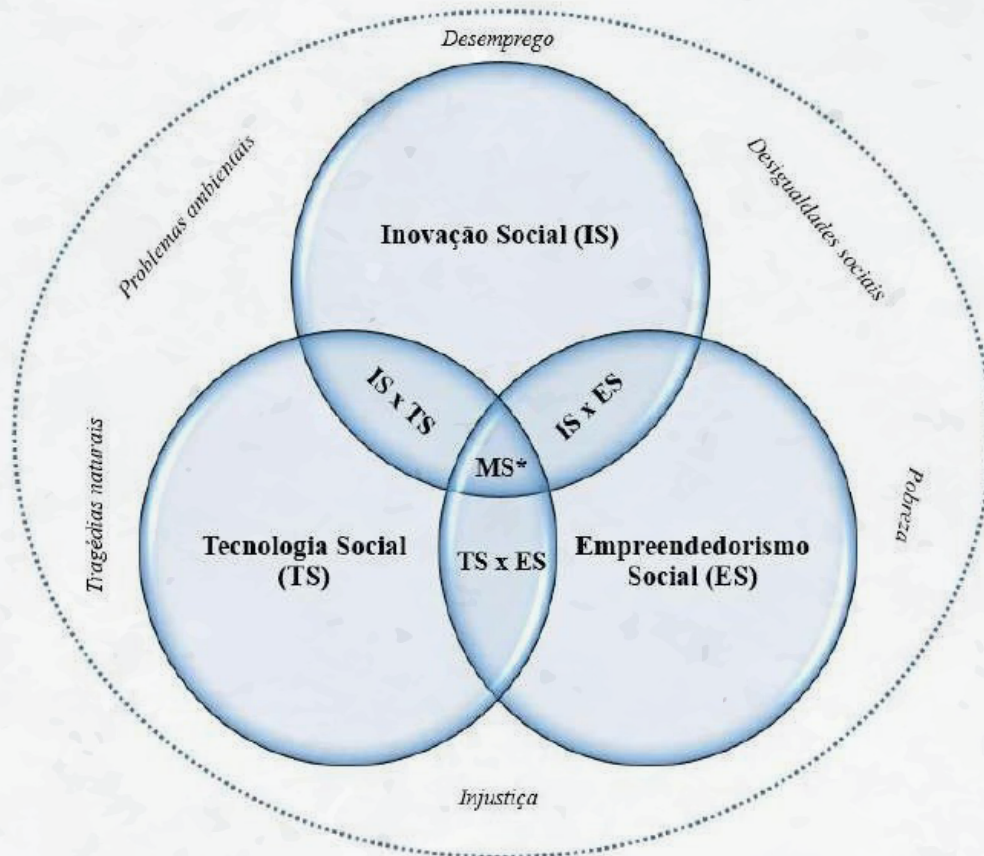 Desemprego
Problemas ambientais
Desigualdades sociais
Inovação Social (IS)
IS x TS
IS x ES
MS*
Tragédias naturais
Pobreza
Tecnologia Social
(TS)
TS x ES
Empreendedorismo
Social (ES)
Injustiça